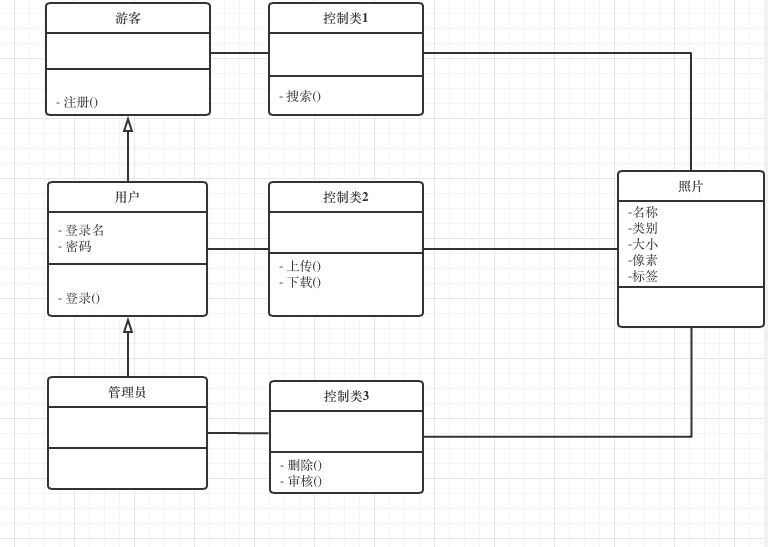 游客
- 注册()
控制类1
- 搜索()
用户
- 登录名
- 密码
- 登录()
控制类2
- 上传()
- 下载()
照片
-名称
-类别
-大小
-像素
-标签
管理员
控制类3
- 删除()
- 审核()